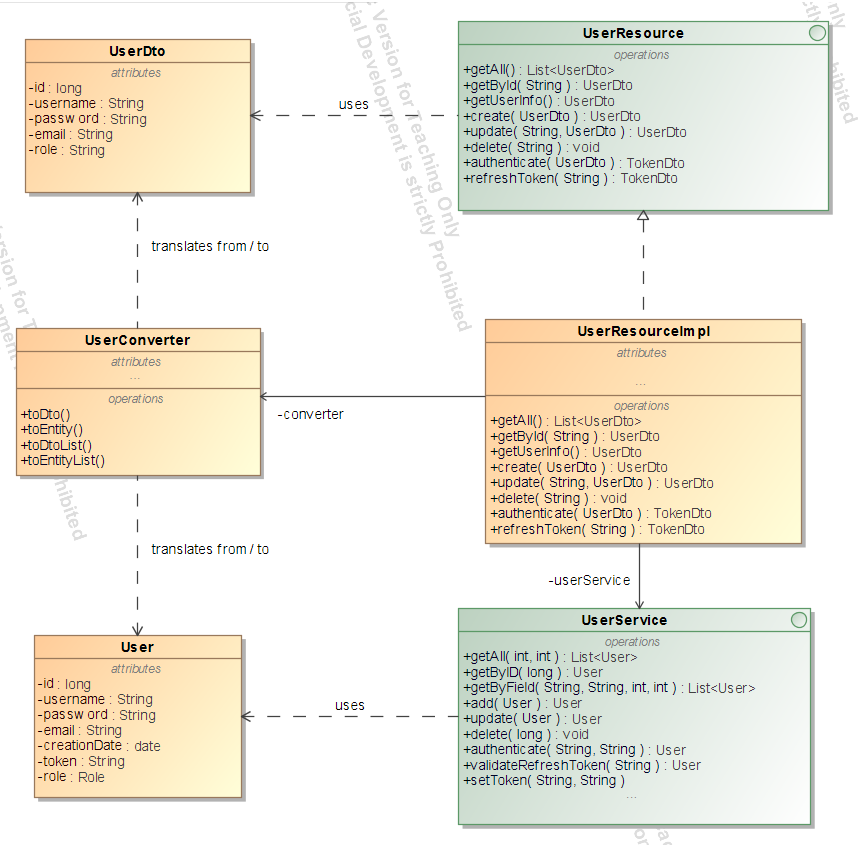 UserDto
attributes
-id : long
-username : String
-password : String
-email : String
-role : String
uses
UserResource
operations
+getAll() : List<UserDto>
+getById( String ) : UserDto
+getUserInfo() : UserDto
+create( UserDto ) : UserDto
+update( String, UserDto ) : UserDto
+delete( String ) : void
+authenticate( UserDto ) : TokenDto
+refreshToken( String ) : TokenDto
translates from / to
UserConverter
attributes
...
operations
+toDto()
+toEntity()
+toDtoList()
+toEntityList()
-converter
UserResourceImpl
attributes
...
operations
+getAll() : List<UserDto>
+getById( String ) : UserDto
+getUserInfo() : UserDto
+create( UserDto ) : UserDto
+update( String, UserDto ) : UserDto
+delete( String ) : void
+authenticate( UserDto ) : TokenDto
+refreshToken( String ) : TokenDto
translates from / to
-userService
User
attributes
-id : long
-username : String
-password : String
-email : String
-creationDate : date
-token : String
-role : Role
uses
UserService
operations
+getAll( int, int ) : List<User>
+getByID( long ) : User
+getByField( String, String, int, int ) : List<User>
+add( User ) : User
+update( User ) : User
+delete( long ) : void
+authenticate( String, String ) : User
+validateRefreshToken( String ) : User
+setToken( String, String )
...
Version for Teaching Only
Development is strictly Prohibited